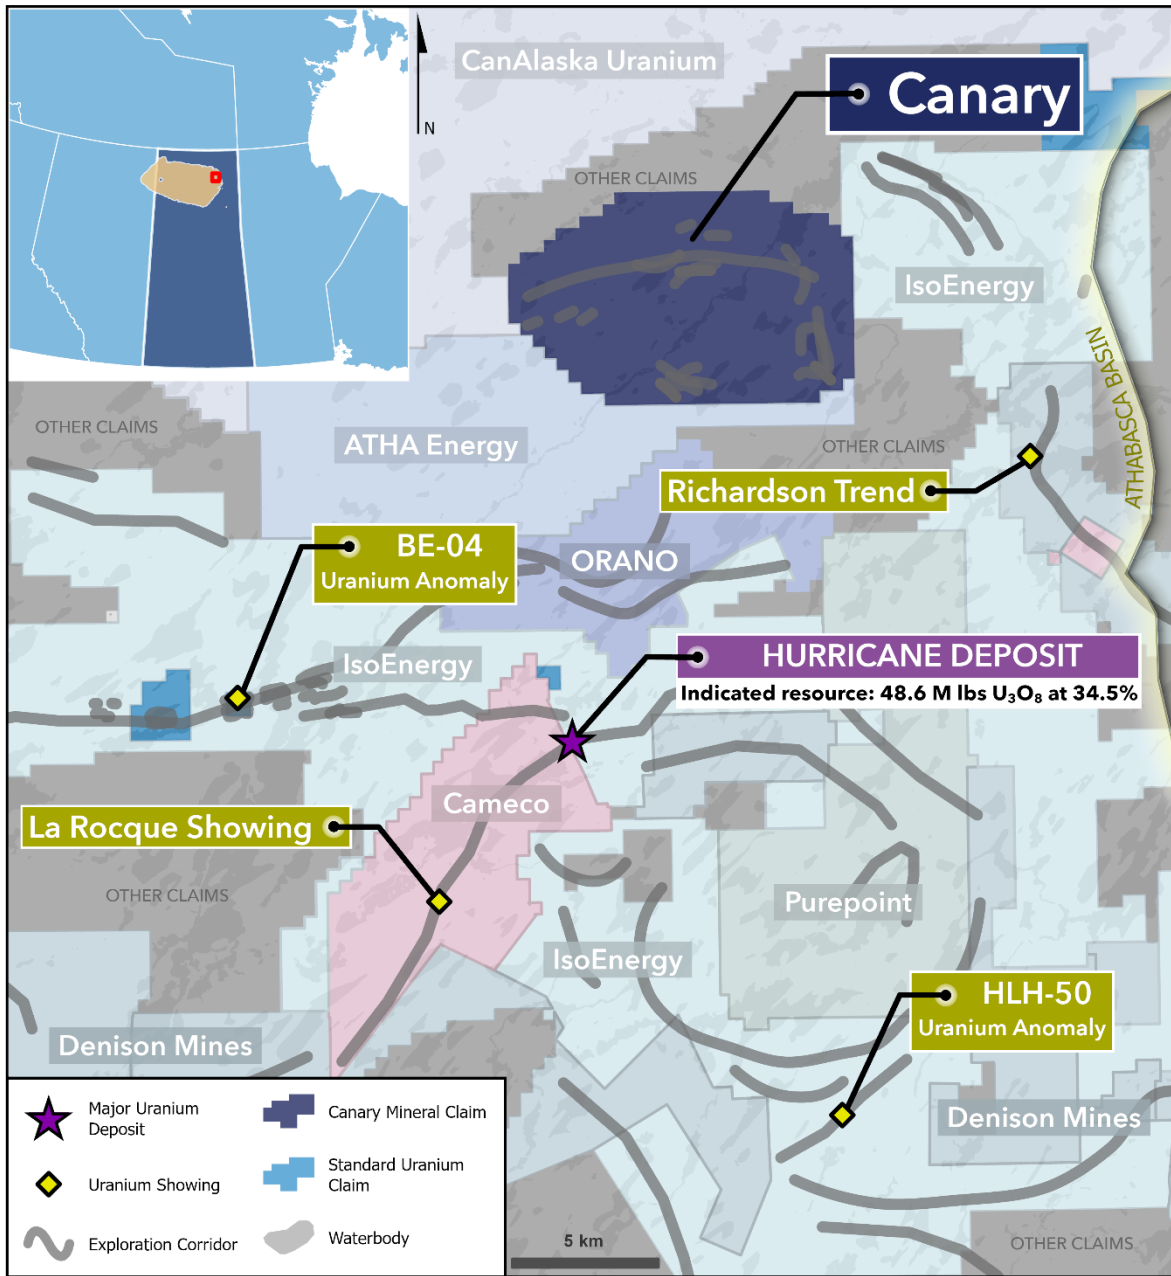 CanAlaska Uranium
N
Canary
OTHER CLAIMS
IsoEnergy
ATHABASCA BASIN
OTHER CLAIMS
ATHA Energy
OTHER CLAIMS
Richardson Trend
BE-04
Uranium Anomaly
ORANO
IsoEnergy
HURRICANE DEPOSIT
Indicated resource: 48.6 M lbs U₃O₈ at 34.5%
Cameco
La Rocque Showing
OTHER CLAIMS
Purepoint
IsoEnergy
HLH-50
Uranium Anomaly
Denison Mines
Denison Mines
Major Uranium
Deposit
Canary Mineral Claim
Uranium Showing
Standard Uranium
Claim
Exploration Corridor
Waterbody
5 km
OTHER CLAIMS